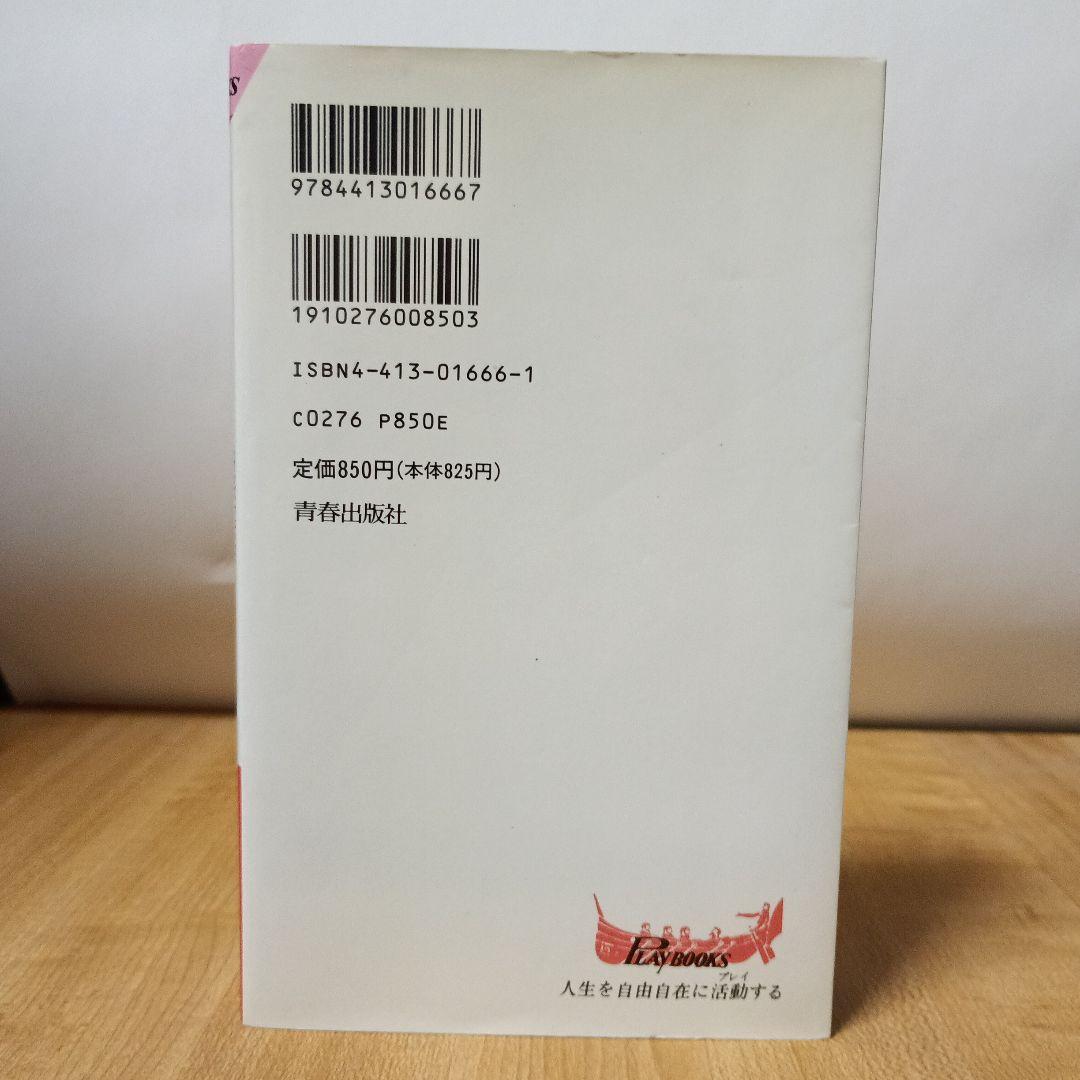 S
9784413016667
1910276008503
ISBN4-413-01666-1
C0276 P850E
定価850円(本体825円)
青春出版社
PLAYBOOKS
プレイ
人生を自由自在に活動する